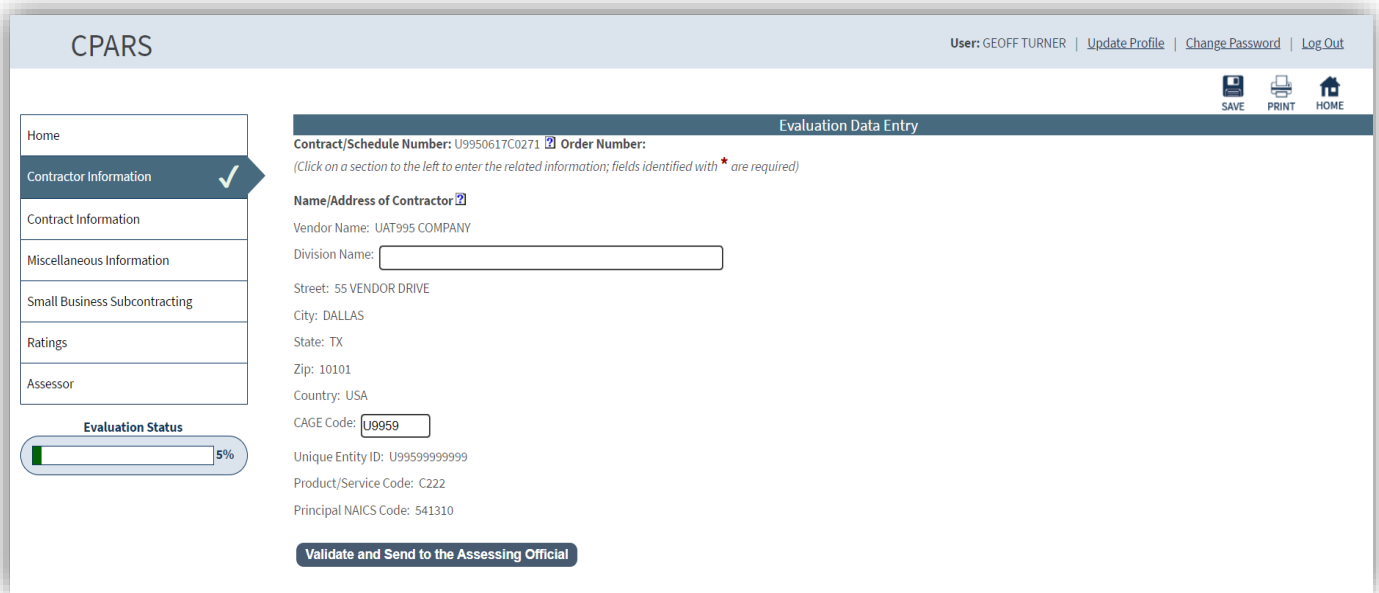 CPARS
User: GEOFF TURNER | Update Profile | Change Password | Log Out
SAVE PRINT HOME
Home
Contractor Information
Contract Information
Miscellaneous Information
Small Business Subcontracting
Ratings
Assessor
Evaluation Status
5%
Evaluation Data Entry
Contract/Schedule Number: U9950617C0271 ? Order Number:
(Click on a section to the left to enter the related information; fields identified with * are required)
Name/Address of Contractor ?
Vendor Name: UAT995 COMPANY
Division Name:
Street: 55 VENDOR DRIVE
City: DALLAS
State: TX
Zip: 10101
Country: USA
CAGE Code: U9959
Unique Entity ID: U99599999999
Product/Service Code: C222
Principal NAICS Code: 541310
Validate and Send to the Assessing Official